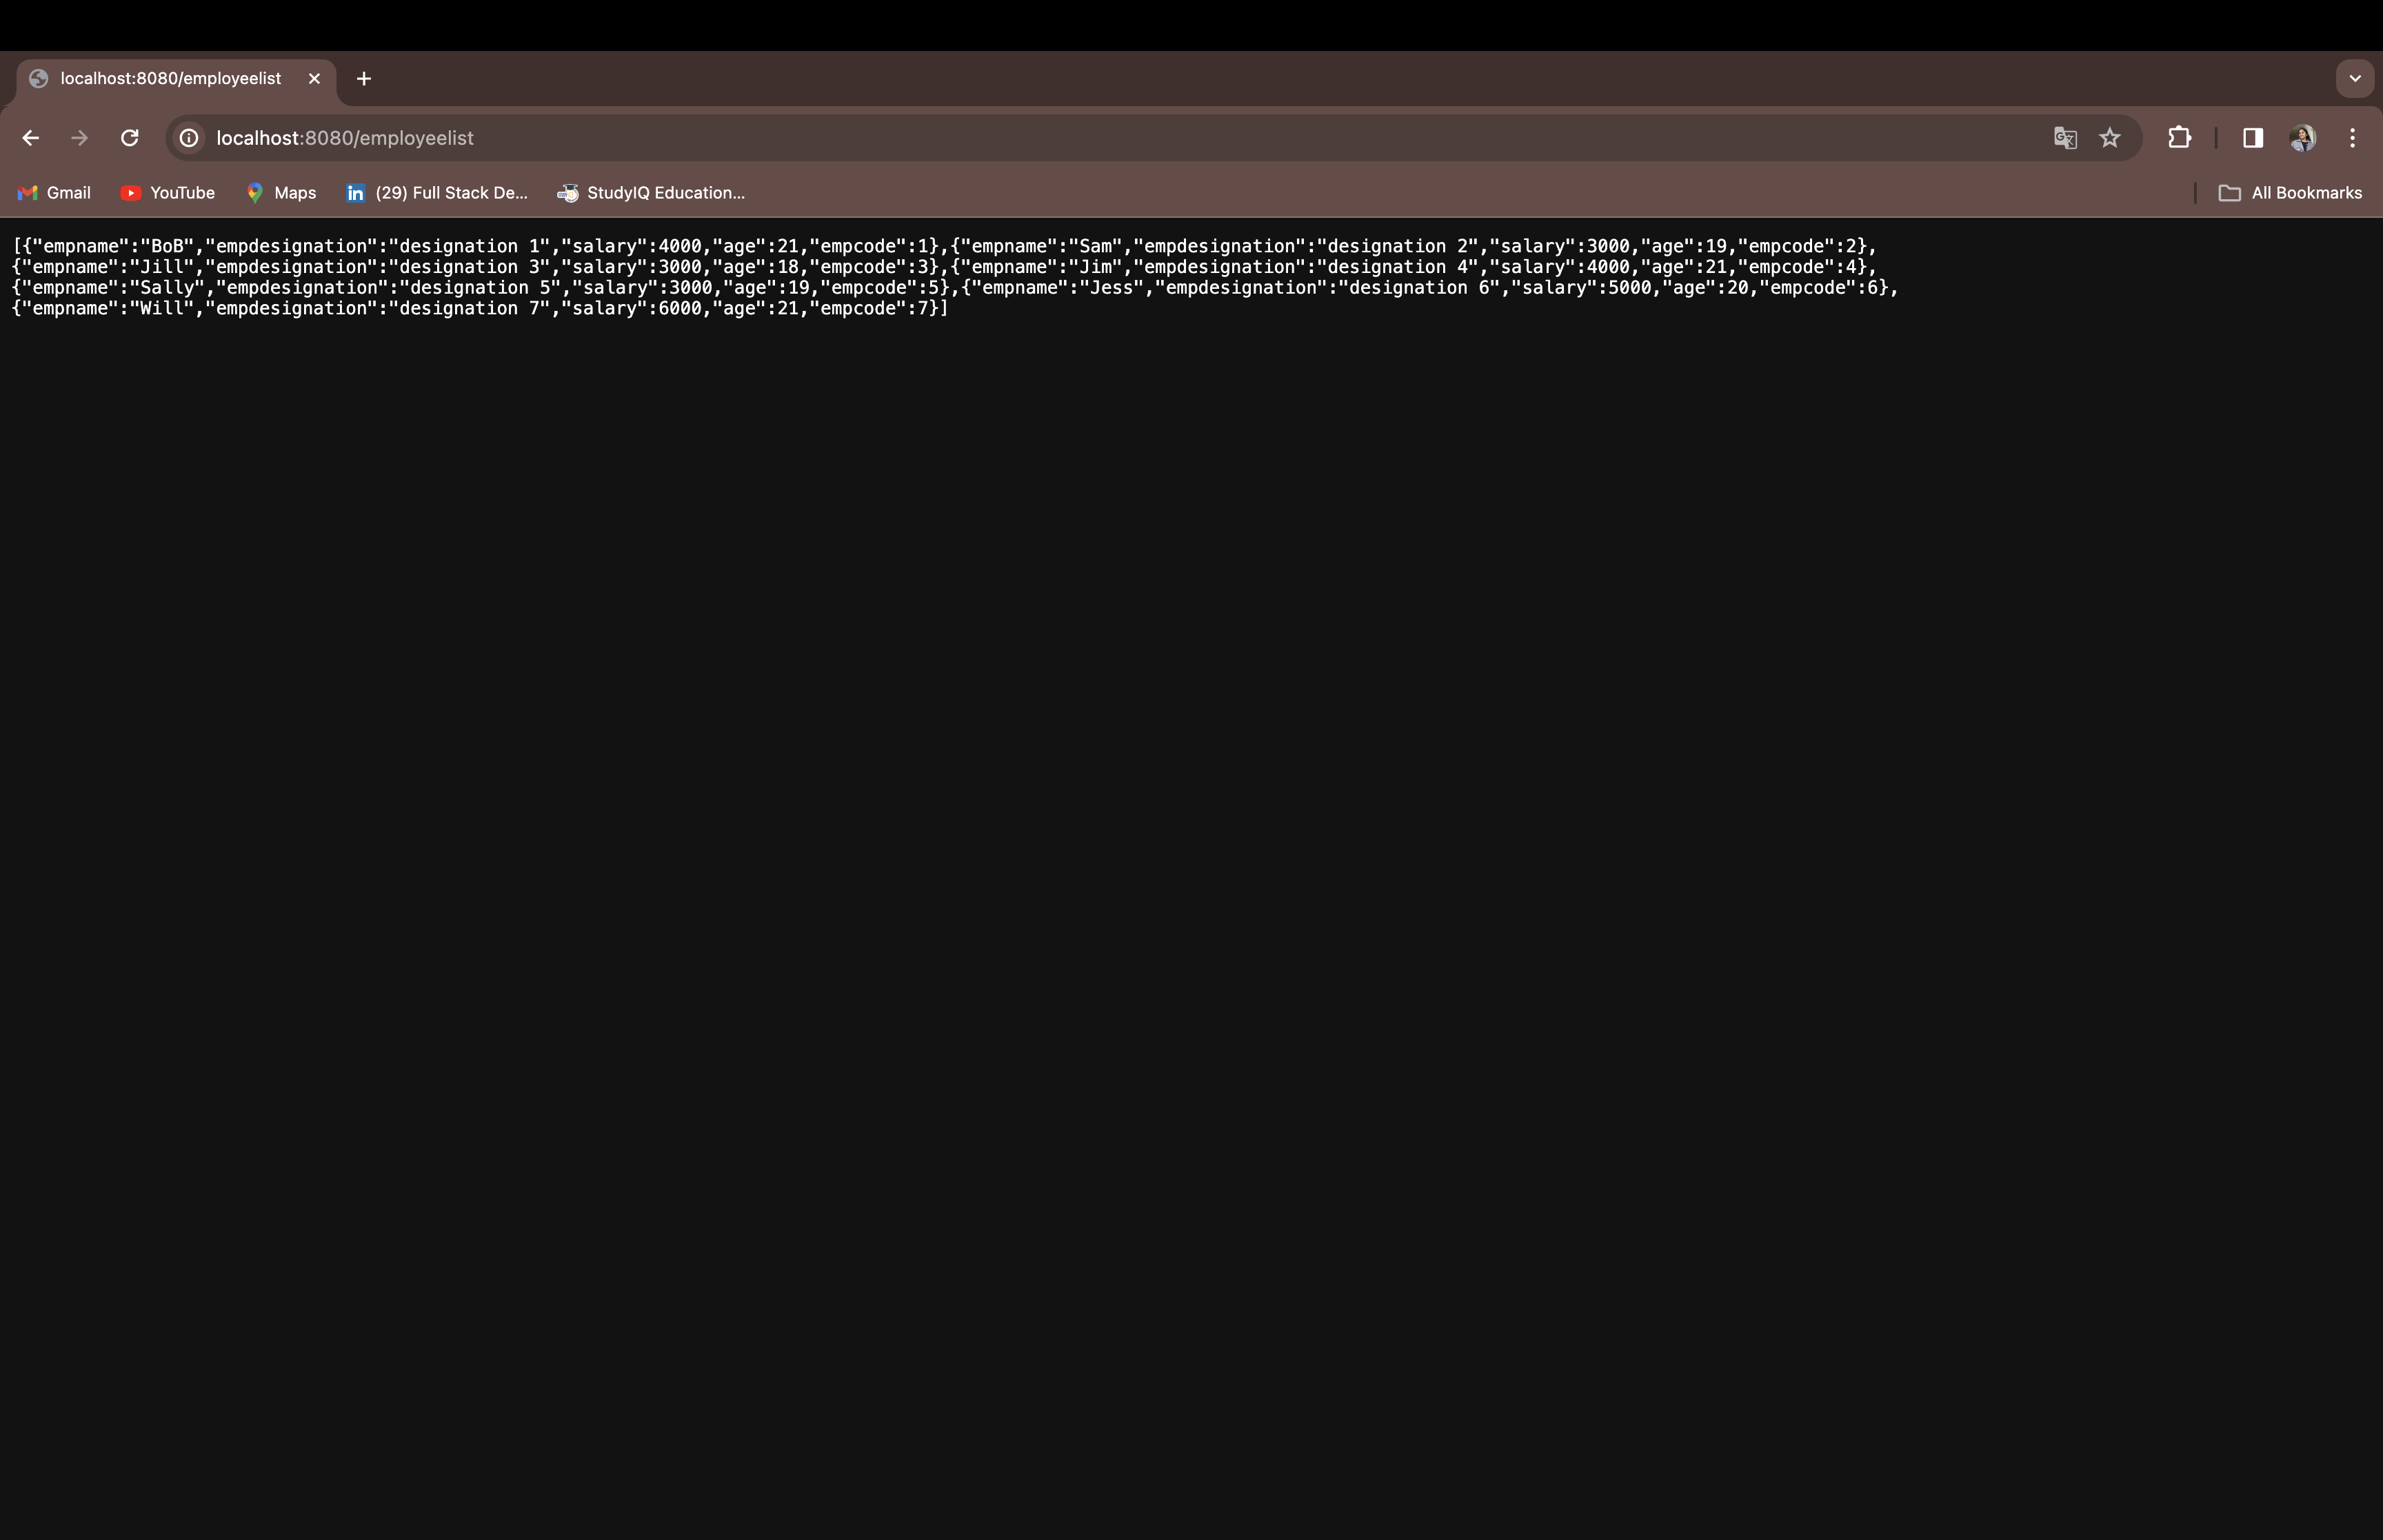 localhost:8080/employeelist
localhost:8080/employeelist
Gmail YouTube Maps (29) Full Stack De... StudyIQ Education... All Bookmarks
[{"empname":"BoB","empdesignation":"designation 1","salary":4000,"age":21,"empcode":1},{"empname":"Sam","empdesignation":"designation 2","salary":3000,"age":19,"empcode":2},
{"empname":"Jill","empdesignation":"designation 3","salary":3000,"age":18,"empcode":3},{"empname":"Jim","empdesignation":"designation 4","salary":4000,"age":21,"empcode":4},
{"empname":"Sally","empdesignation":"designation 5","salary":3000,"age":19,"empcode":5},{"empname":"Jess","empdesignation":"designation 6","salary":5000,"age":20,"empcode":6},
{"empname":"Will","empdesignation":"designation 7","salary":6000,"age":21,"empcode":7}]